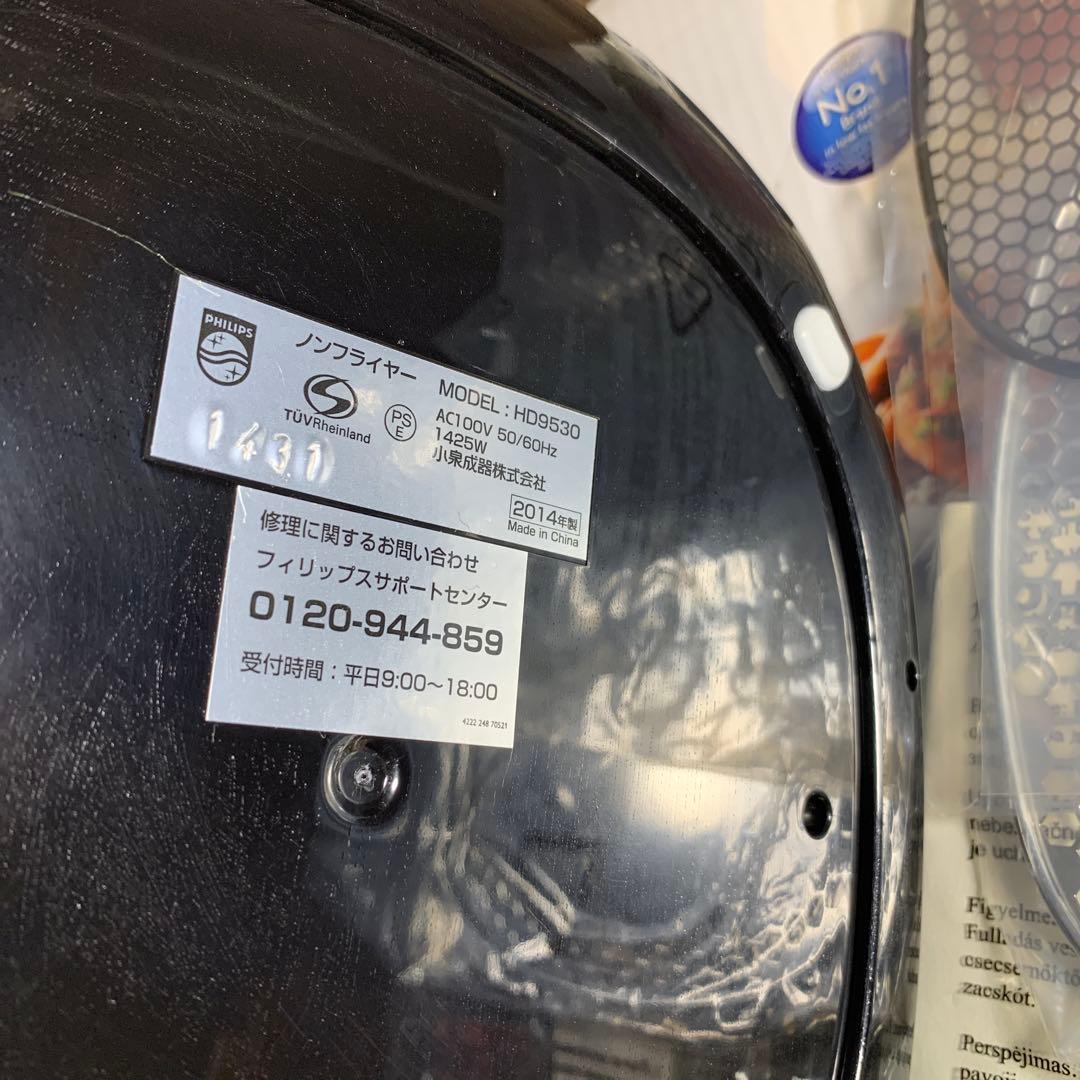 PHILIPS
ノンフライヤー
MODEL : HD9530
TÜVRheinland
PS
E
AC100V 50/60Hz
1425W
小泉成器株式会社
1431
2014年製
Made in China
修理に関するお問い合わせ
フィリップスサポートセンター
0120-944-859
受付時間：平日9:00～18:00
4222 248 70521
No.1
Brand
nebe
je
Figyelme
csecsemőktő
zacskót.
Perspėjimas.